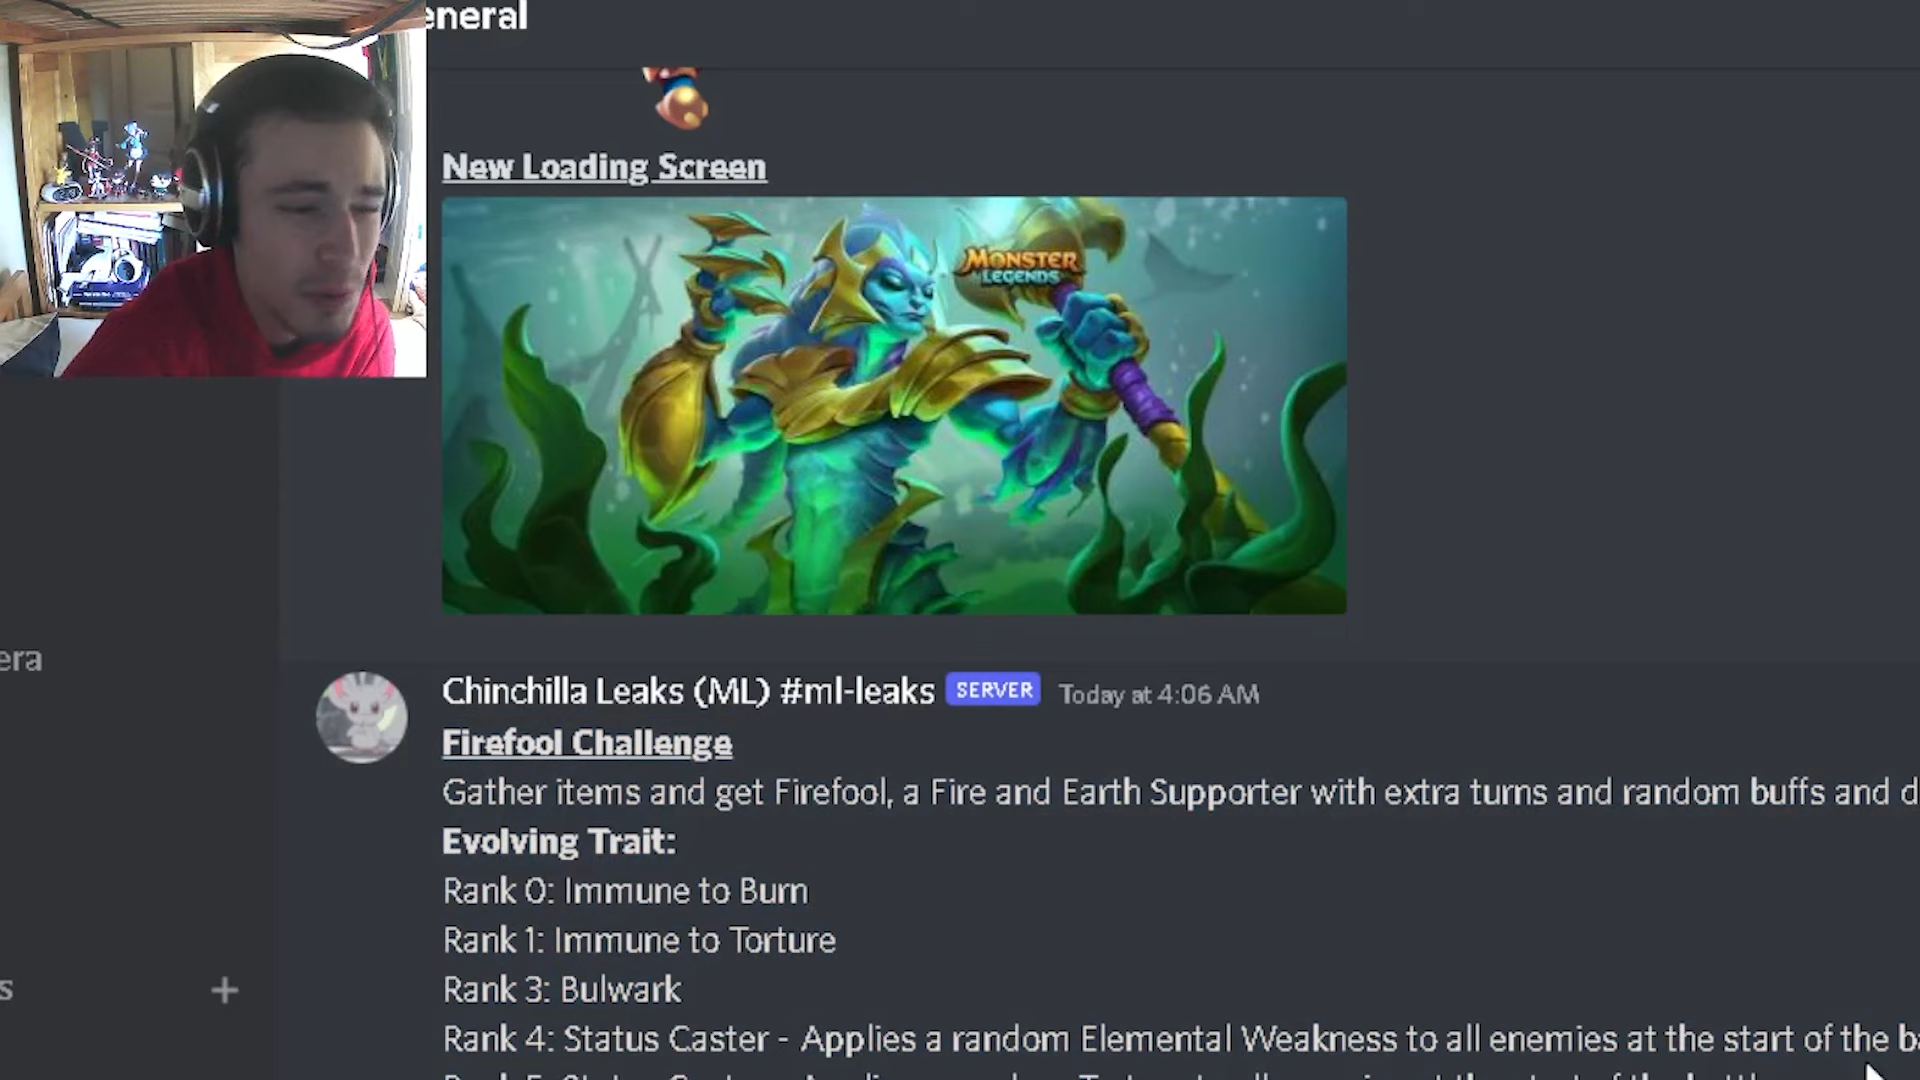 eneral
New Loading Screen
MONSTER
LEGENDS
Chinchilla Leaks (ML) #ml-leaks SERVER Today at 4:06 AM
Firefool Challenge
Gather items and get Firefool, a Fire and Earth Supporter with extra turns and random buffs and d
Evolving Trait:
Rank 0: Immune to Burn
Rank 1: Immune to Torture
Rank 3: Bulwark
era
s +
Rank 4: Status Caster - Applies a random Elemental Weakness to all enemies at the start of the ba